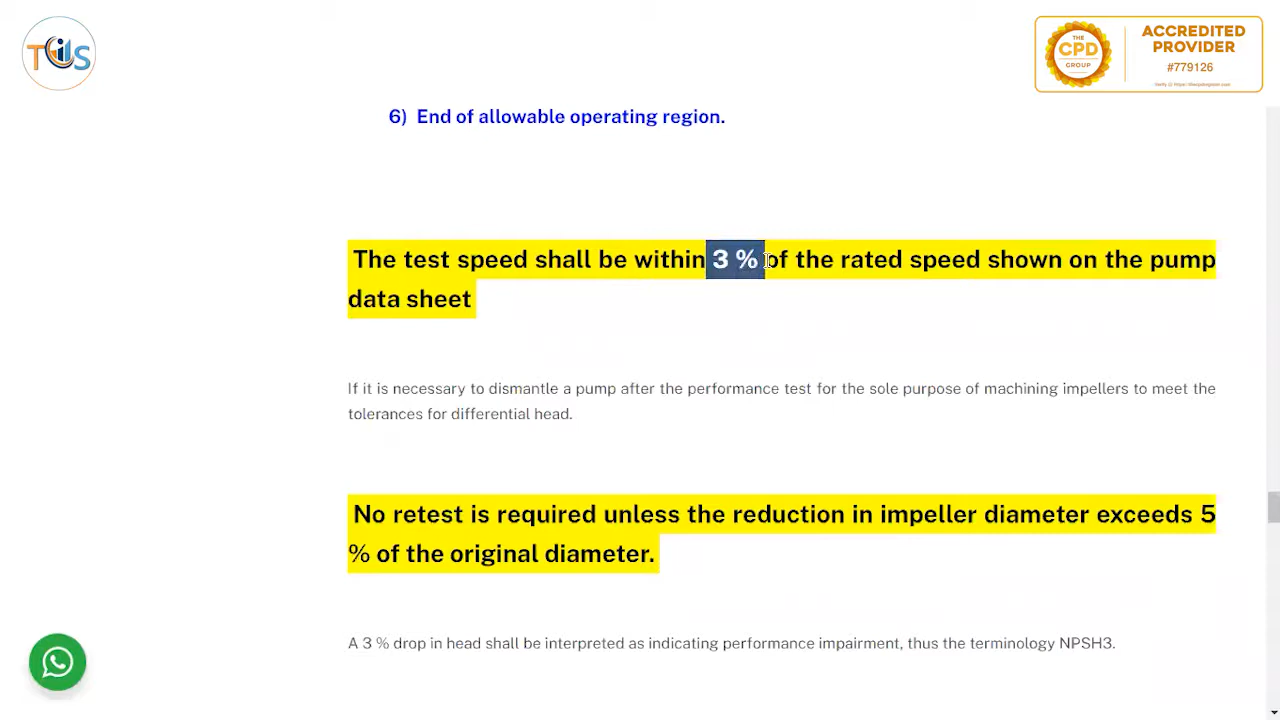 TGIS
THE
CPD
GROUP
ACCREDITED
PROVIDER
#779126
6) End of allowable operating region.
The test speed shall be within 3 % of the rated speed shown on the pump
data sheet
If it is necessary to dismantle a pump after the performance test for the sole purpose of machining impellers to meet the
tolerances for differential head.
No retest is required unless the reduction in impeller diameter exceeds 5
% of the original diameter.
A 3 % drop in head shall be interpreted as indicating performance impairment, thus the terminology NPSH3.